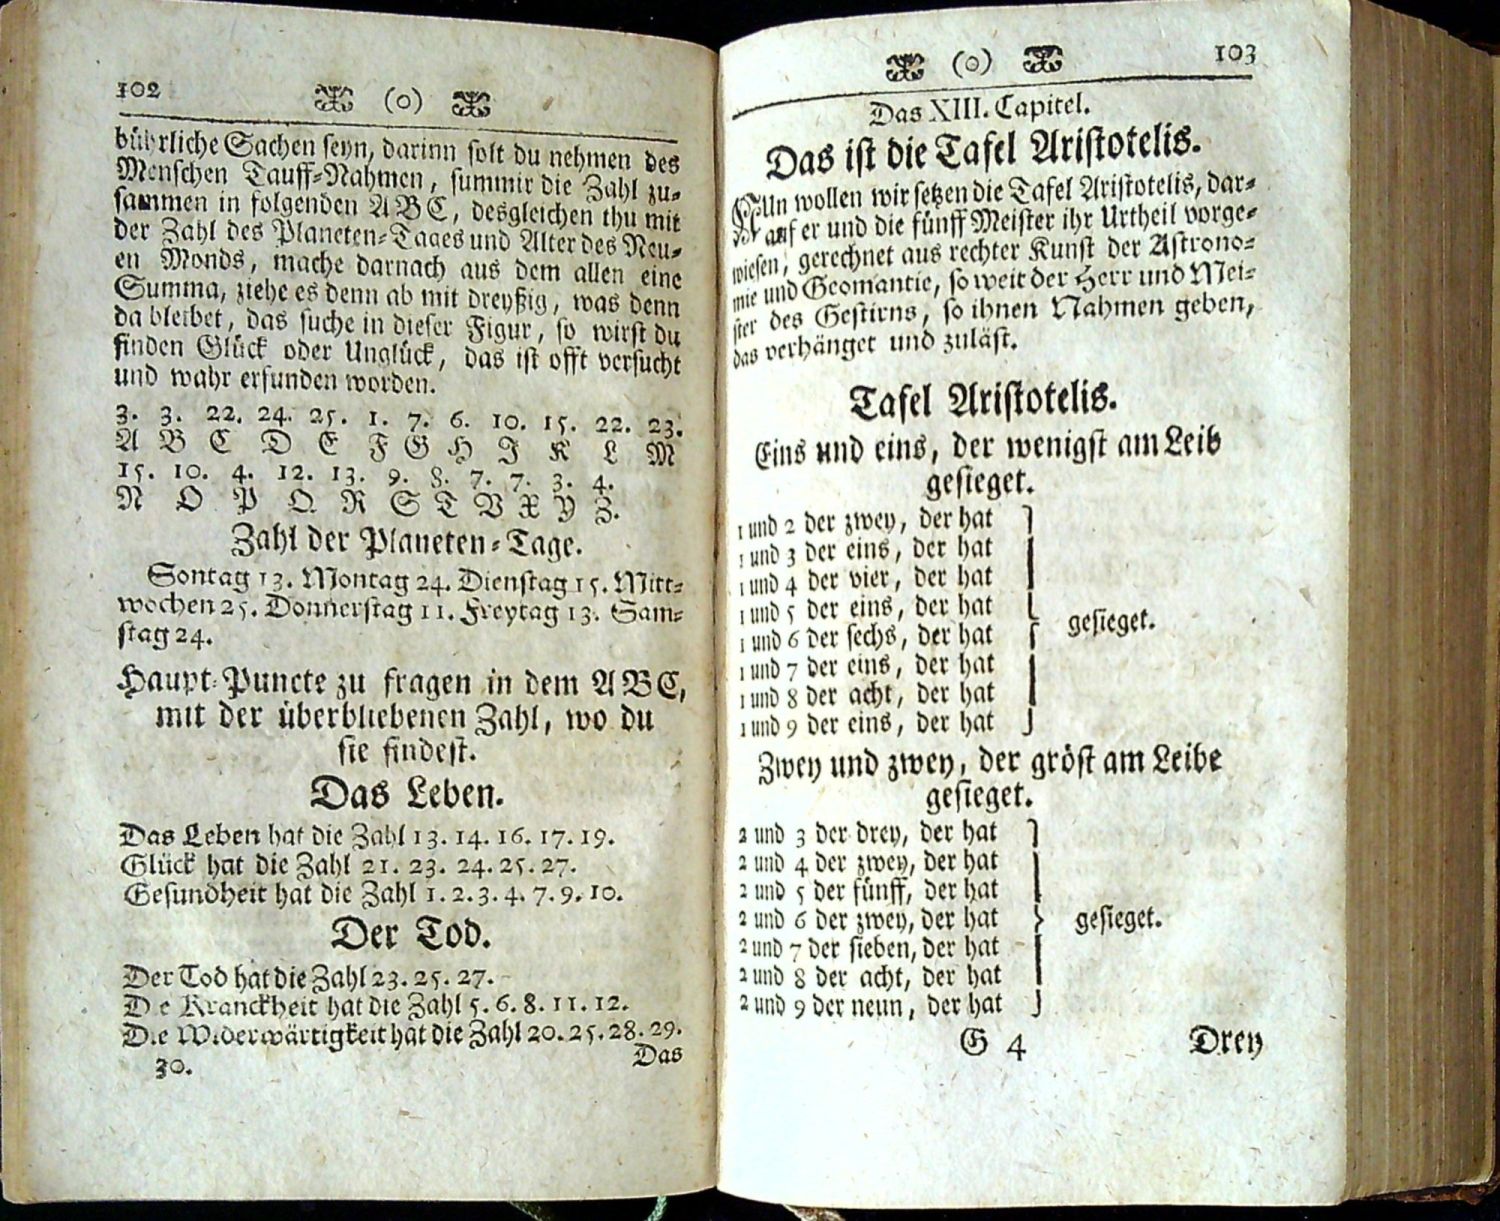 102 (o)
bührliche Sachen seyn, darinn solt du nehmen des
Menschen Tauff=Nahmen, summir die Zahl zu=
sammen in folgenden ABC, desgleichen thu mit
der Zahl des Planeten=Tages und Alter des Neu=
en Monds, mache darnach aus dem allen eine
Summa, ziehe es denn ab mit dreyßig, was denn
da bleibet, das suche in dieser Figur, so wirst du
finden Glück oder Unglück, das ist offt versucht
und wahr erfunden worden.
3. 3. 22. 24. 25. 1. 7. 6. 10. 15. 22. 23.
A B C D E F G H J K L M
15. 10. 4. 12. 13. 9. 8. 7. 7. 3. 4.
N O P Q R S T V X Y Z.
Zahl der Planeten=Tage.
Sontag 13. Montag 24. Dienstag 15. Mitt=
wochen 25. Donnerstag 11. Freytag 13. Sam=
stag 24.
Haupt=Puncte zu fragen in dem ABC,
mit der überbliebenen Zahl, wo du
sie findest.
Das Leben.
Das Leben hat die Zahl 13. 14. 16. 17. 19.
Glück hat die Zahl 21. 23. 24. 25. 27.
Gesundheit hat die Zahl 1. 2. 3. 4. 7. 9. 10.
Der Tod.
Der Tod hat die Zahl 23. 25. 27.
Die Kranckheit hat die Zahl 5. 6. 8. 11. 12.
Die Widerwärtigkeit hat die Zahl 20. 25. 28. 29.
30. Das
(o) 103
Das XIII. Capitel.
Das ist die Tafel Aristotelis.
NUn wollen wir setzen die Tafel Aristotelis, dar=
auf er und die fünff Meister ihr Urtheil vorge=
wiesen, gerechnet aus rechter Kunst der Astrono=
mie und Geomantie, so weit der Herr und Mei=
ster des Gestirns, so ihnen Nahmen geben,
das verhänget und zuläst.
Tafel Aristotelis.
Eins und eins, der wenigst am Leib
gesieget.
1 und 2 der zwey, der hat
1 und 3 der eins, der hat
1 und 4 der vier, der hat
1 und 5 der eins, der hat
gesieget.
1 und 6 der sechs, der hat
1 und 7 der eins, der hat
1 und 8 der acht, der hat
1 und 9 der eins, der hat
Zwey und zwey, der gröst am Leibe
gesieget.
2 und 3 der drey, der hat
2 und 4 der zwey, der hat
2 und 5 der fünff, der hat
2 und 6 der zwey, der hat gesieget.
2 und 7 der sieben, der hat
2 und 8 der acht, der hat
2 und 9 der neun, der hat
G 4 Drey